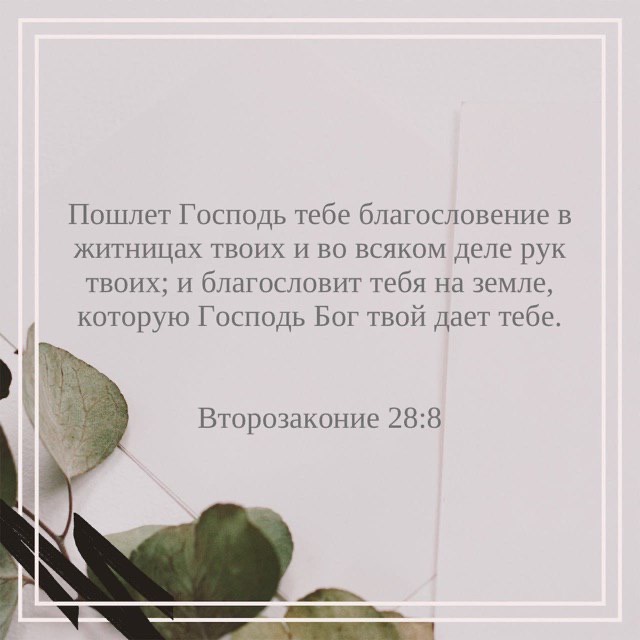 Пошлет Господь тебе благословение в
житницах твоих и во всяком деле рук
твоих; и благословит тебя на земле,
которую Господь Бог твой дает тебе.
Второзаконие 28:8